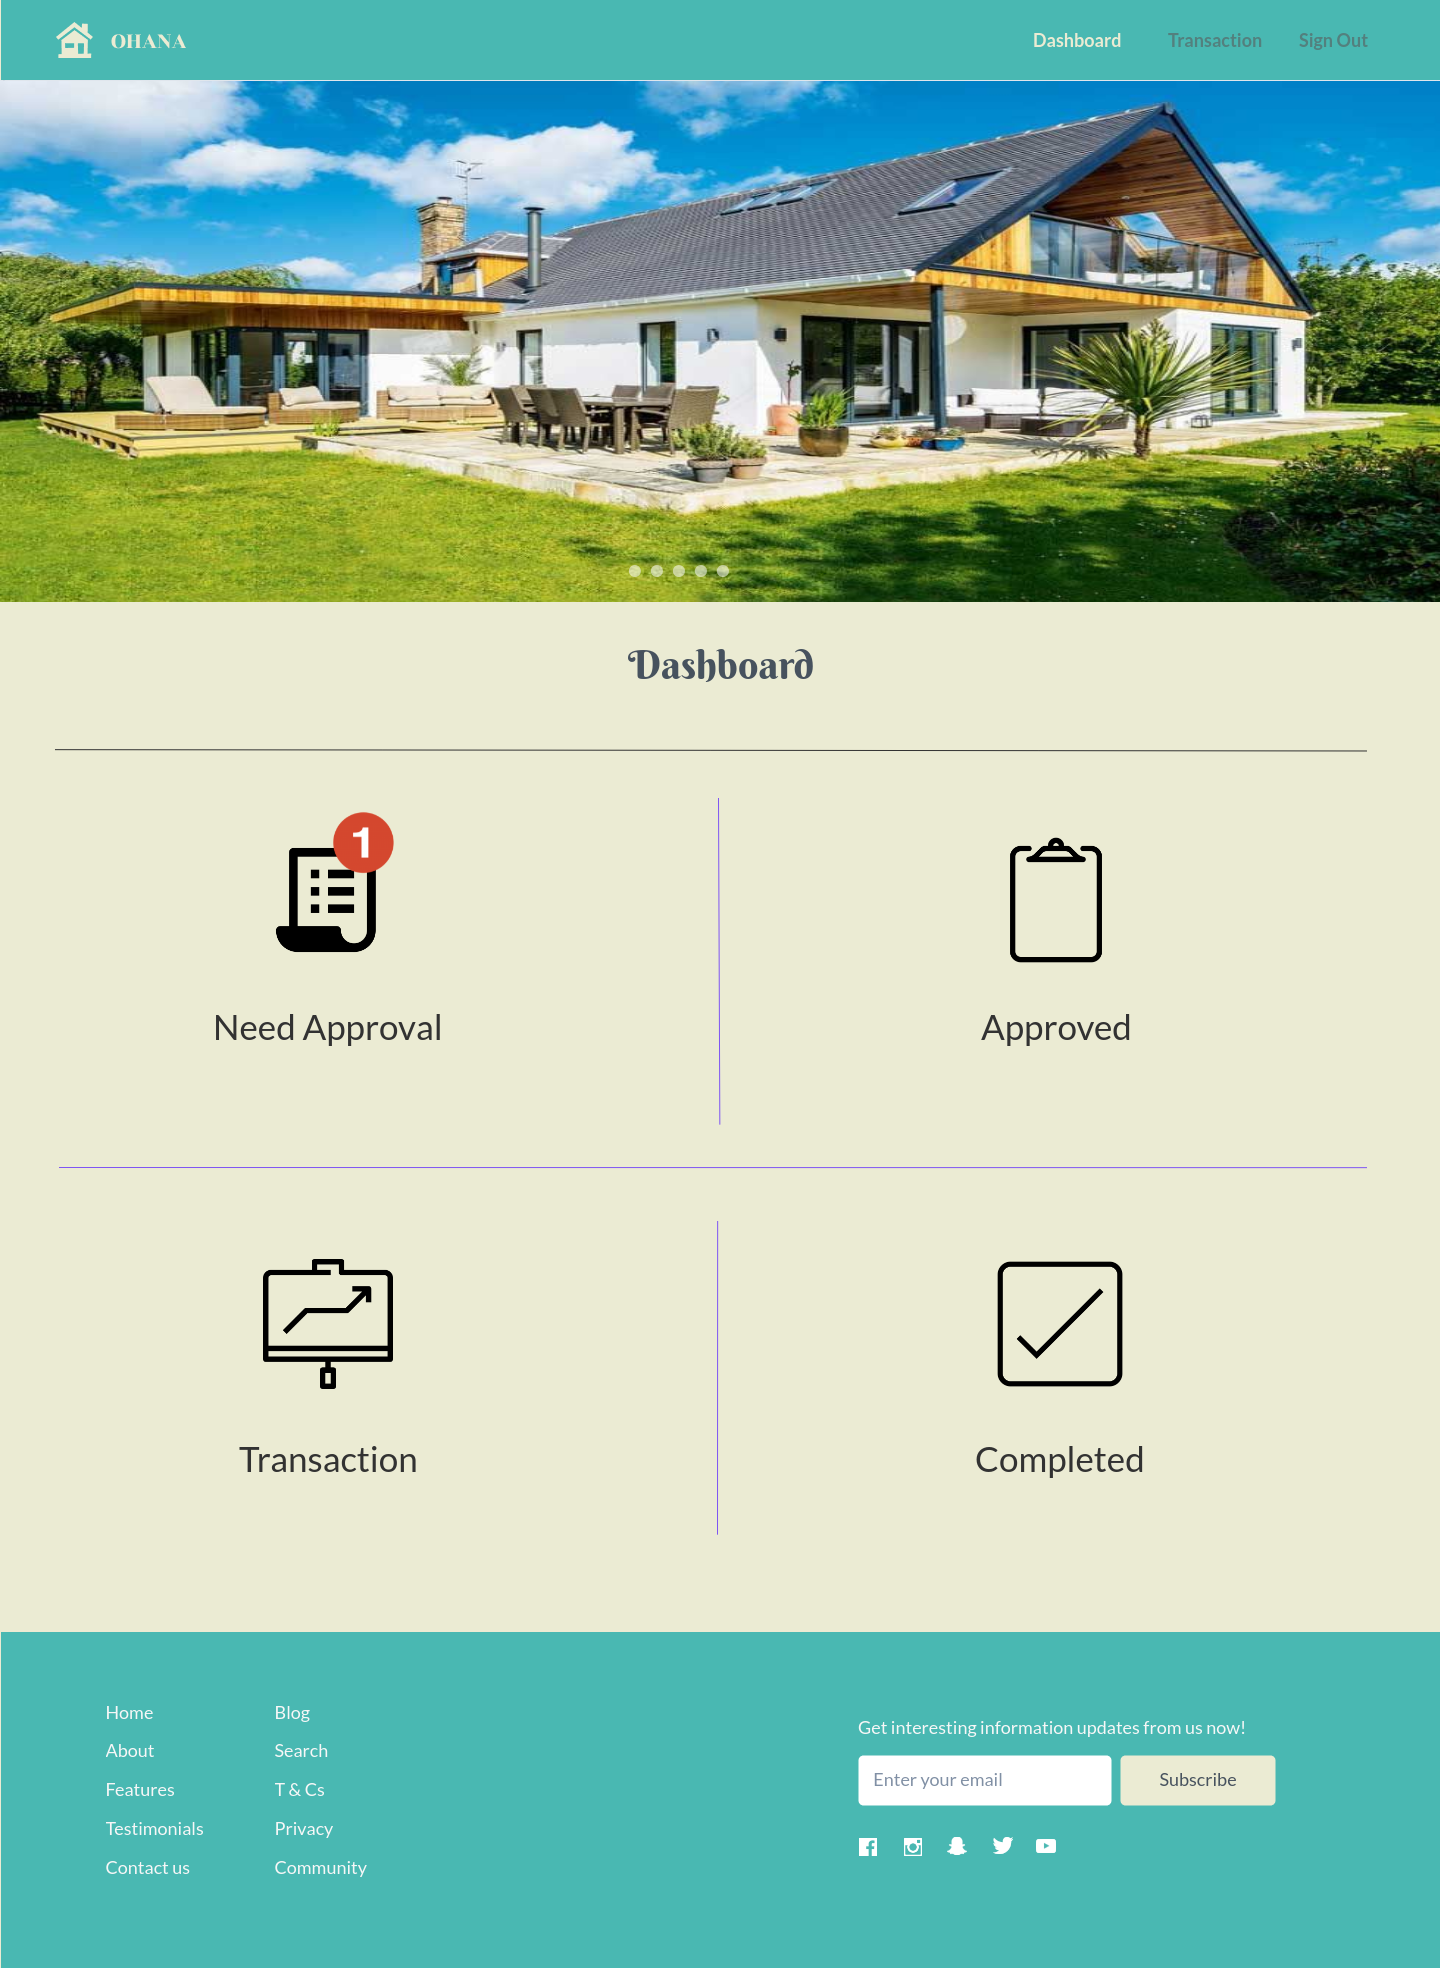 OHANA
Dashboard
Transaction
Sign Out
Dashboard
1
Need Approval
Approved
Transaction
Completed
Home
About
Features
Testimonials
Contact us
Blog
Search
T & Cs
Privacy
Community
Get interesting information updates from us now!
Enter your email
Subscribe